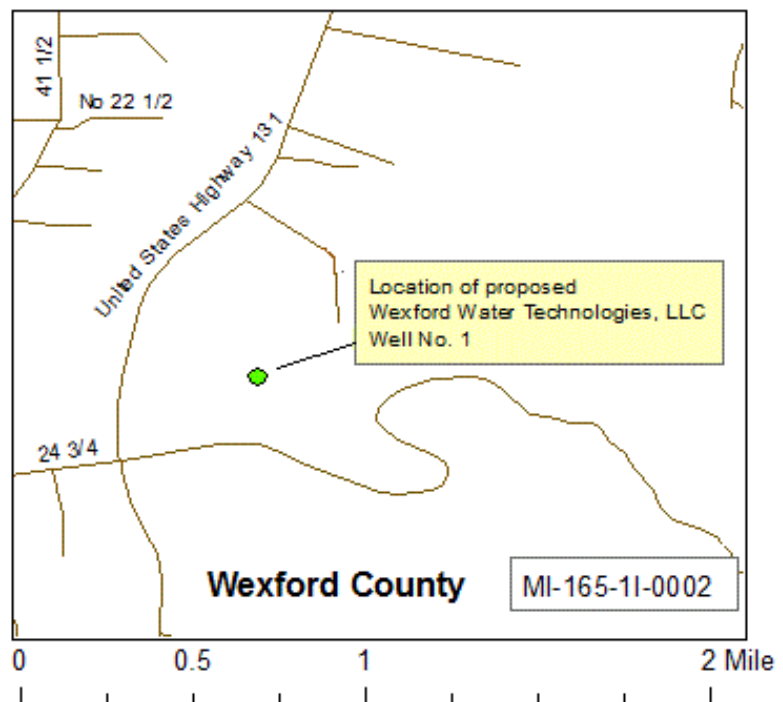 41 1/2
No 22 1/2
United States Highway 131
Location of proposed
Wexford Water Technologies, LLC
Well No. 1
24 3/4
Wexford County
MI-165-1I-0002
0 0.5 1 2 Mile